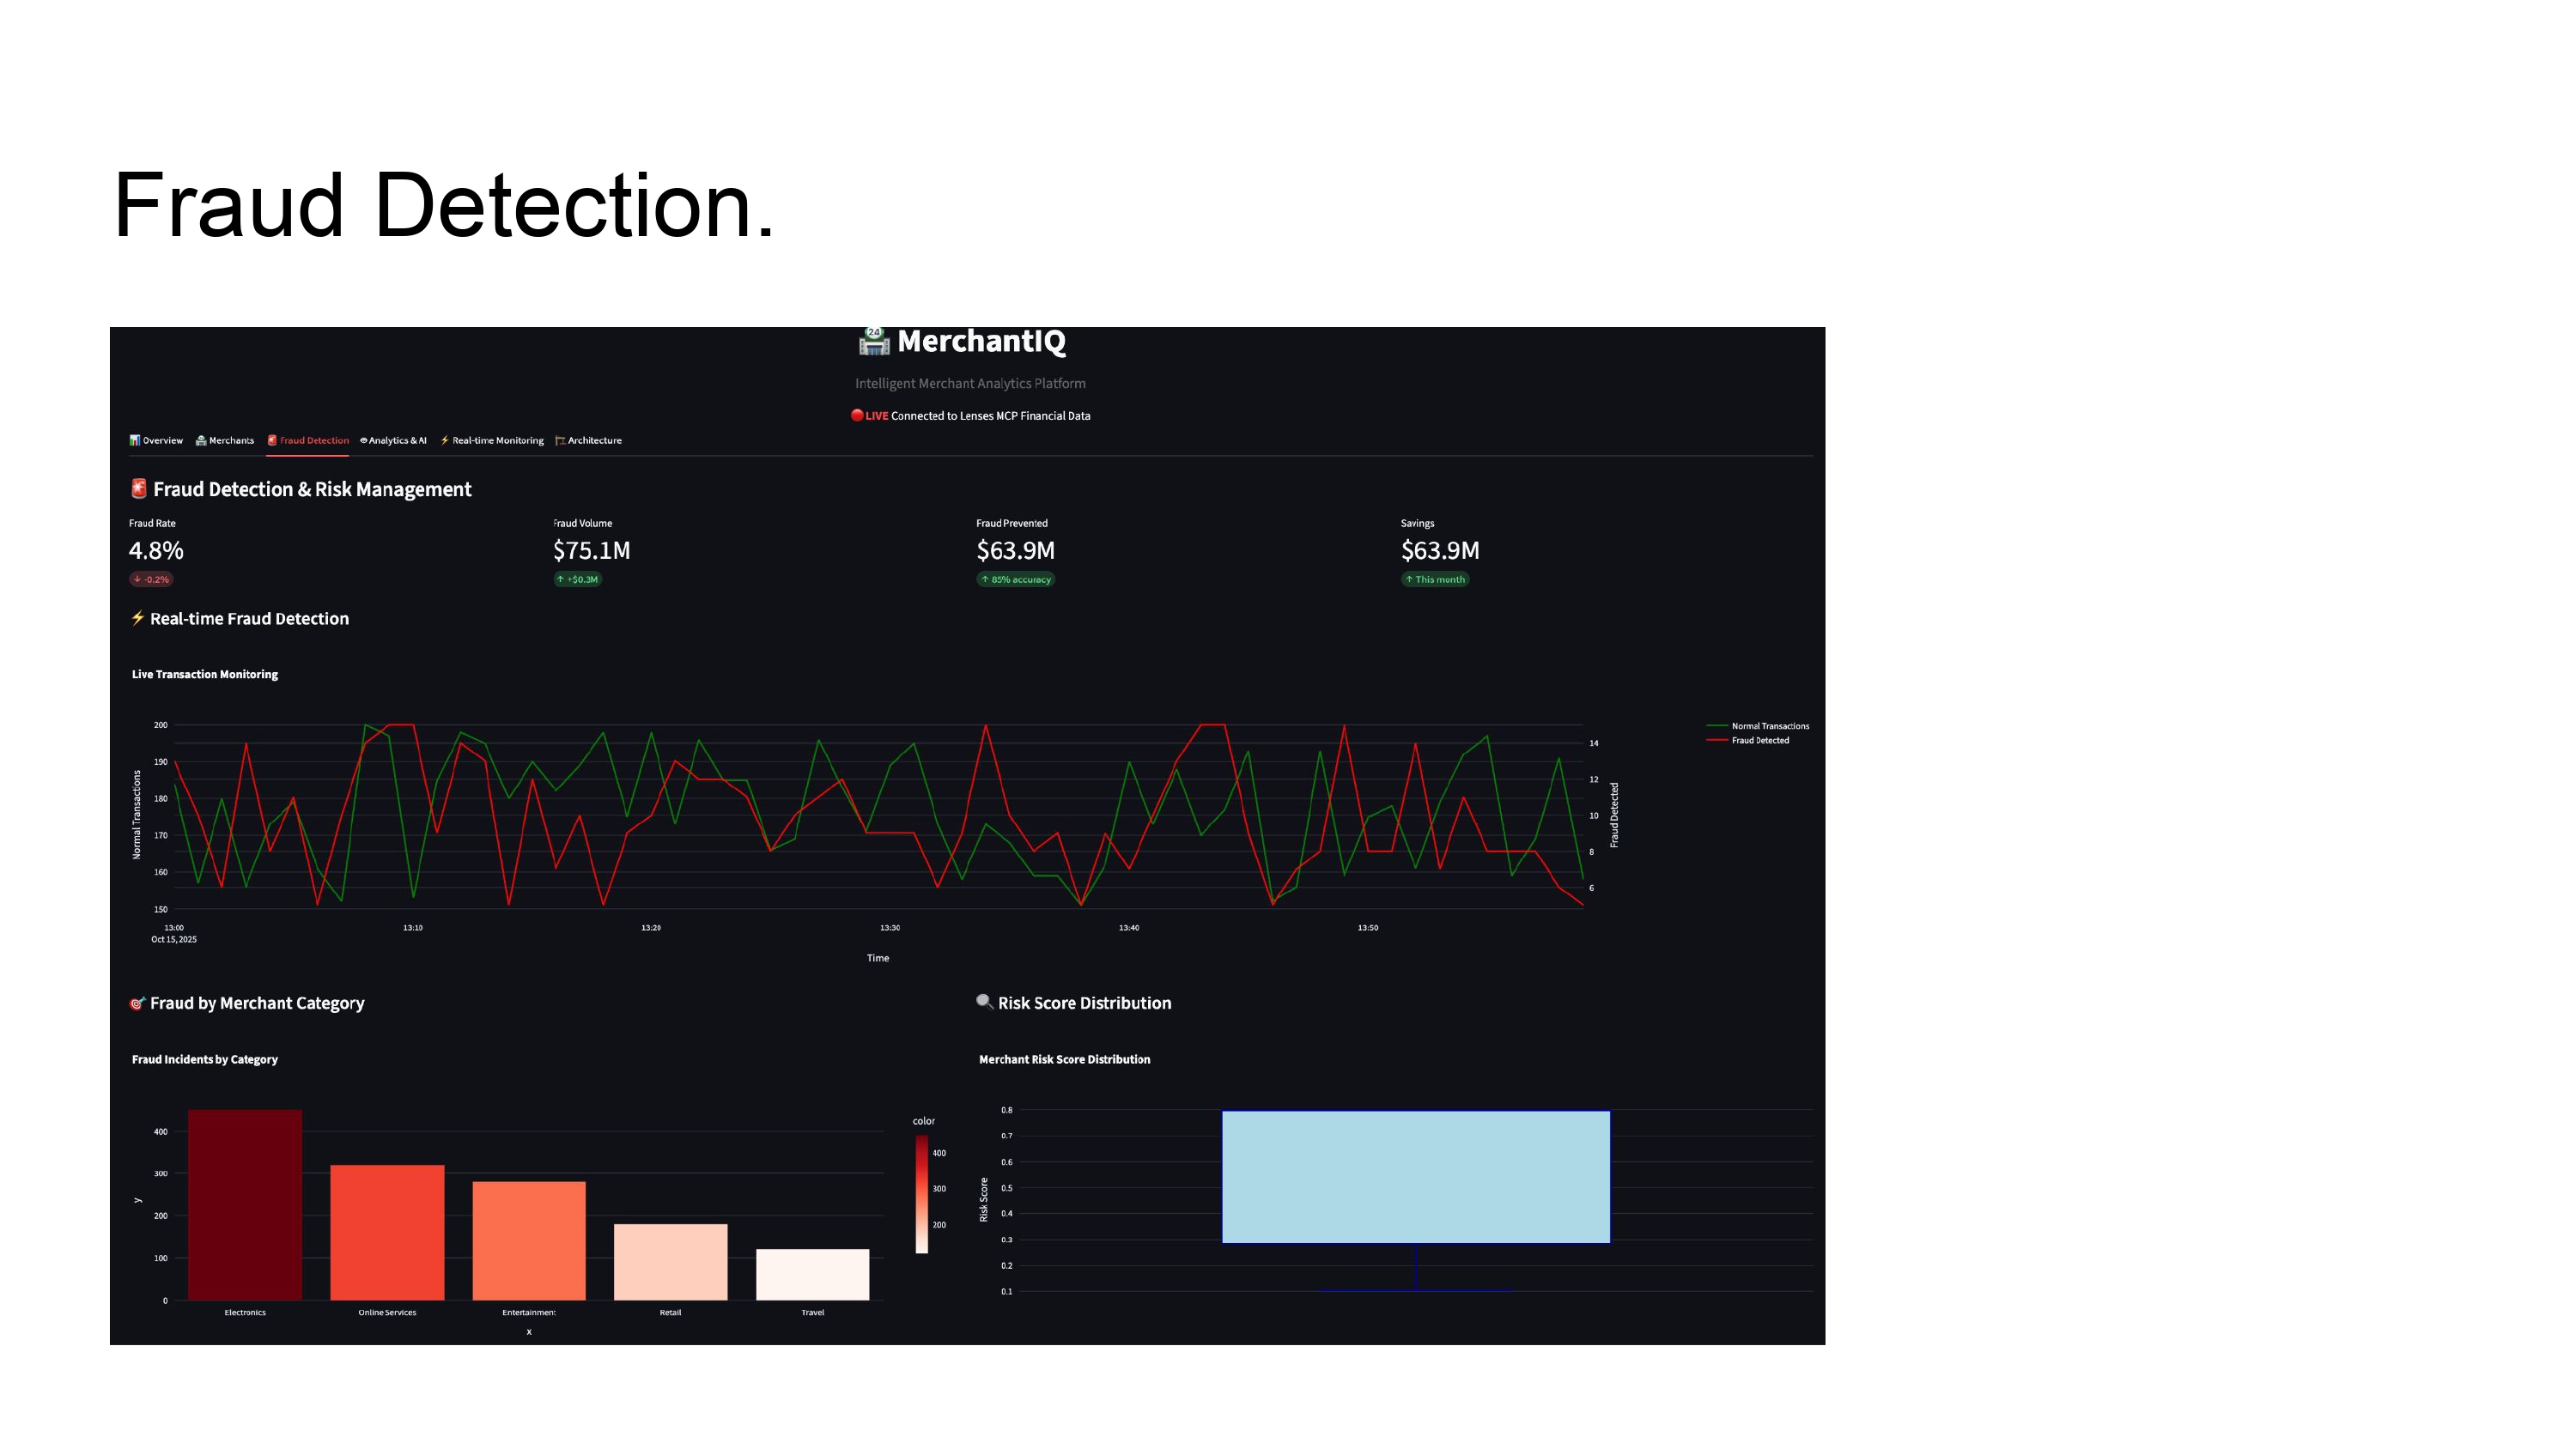 Fraud Detection.
24
MerchantIQ
Intelligent Merchant Analytics Platform
LIVE Connected to Lenses MCP Financial Data
Overview Merchants Fraud Detection Analytics & AI Real-time Monitoring Architecture
Fraud Detection & Risk Management
Fraud Rate
4.8%
↓ -0.2%
Fraud Volume
$75.1M
↑ +$0.3M
Fraud Prevented
$63.9M
↑ 85% accuracy
Savings
$63.9M
↑ This month
Real-time Fraud Detection
Live Transaction Monitoring
Normal Transactions
200
190
180
170
160
150
14
12
10
8
6
Fraud Detected
Normal Transactions
Fraud Detected
13:00 13:10 13:20 13:30 13:40 13:50
Oct 15, 2025
Time
Fraud by Merchant Category
Fraud Incidents by Category
y
400
300
200
100
0
Electronics Online Services Entertainment Retail Travel
x
color
400
300
200
Risk Score Distribution
Merchant Risk Score Distribution
Risk Score
0.8
0.7
0.6
0.5
0.4
0.3
0.2
0.1